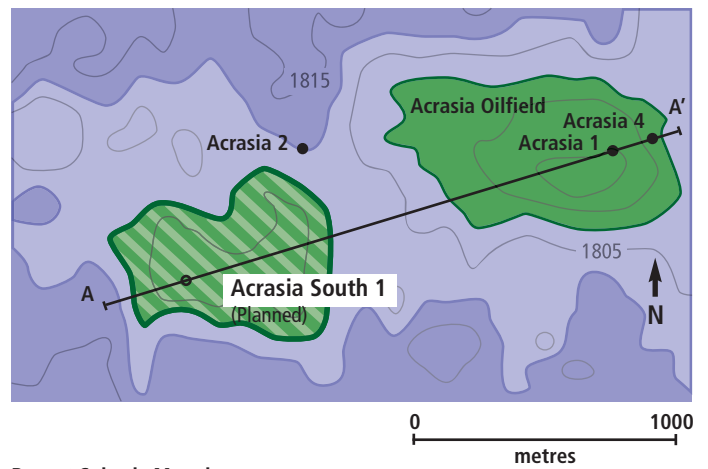 1815
Acrasia Oilfield
A'
Acrasia 4
Acrasia 2
Acrasia 1
1805
A
Acrasia South 1
(Planned)
N
0
1000
metres